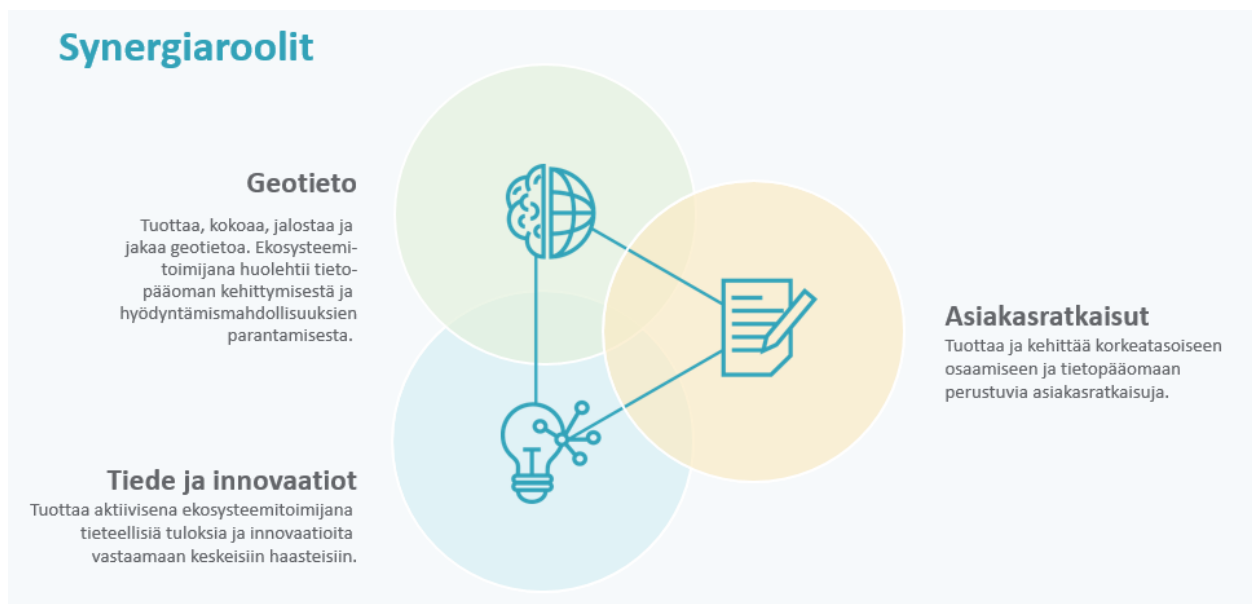 Synergiaroolit
Geotieto
Tuottaa, kokoaa, jalostaa ja
jakaa geotietoa. Ekosysteemi-
toimijana huolehtii tieto-
pääoman kehittymisestä ja
hyödyntämismahdollisuuksien
parantamisesta.
Asiakasratkaisut
Tuottaa ja kehittää korkeatasoiseen
osaamiseen ja tietopääomaan
perustuvia asiakasratkaisuja.
Tiede ja innovaatiot
Tuottaa aktiivisena ekosysteemitoimijana
tieteellisiä tuloksia ja innovaatioita
vastaamaan keskeisiin haasteisiin.